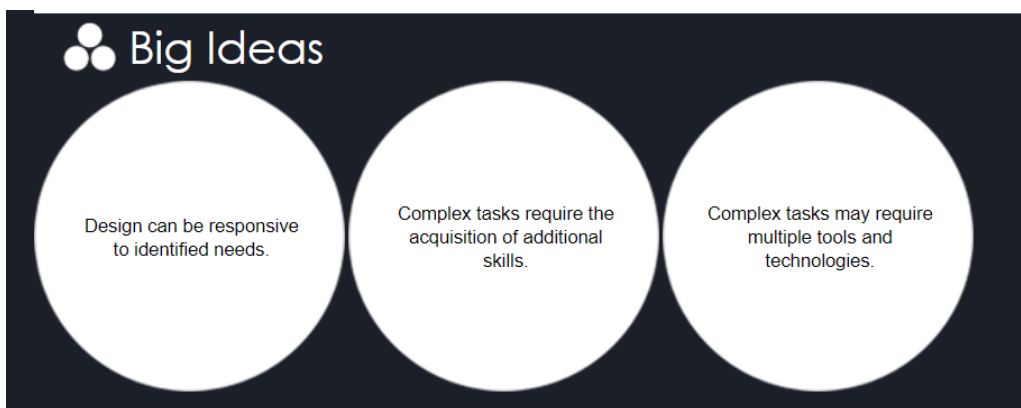 Big Ideas
Design can be responsive
to identified needs.
Complex tasks require the
acquisition of additional
skills.
Complex tasks may require
multiple tools and
technologies.